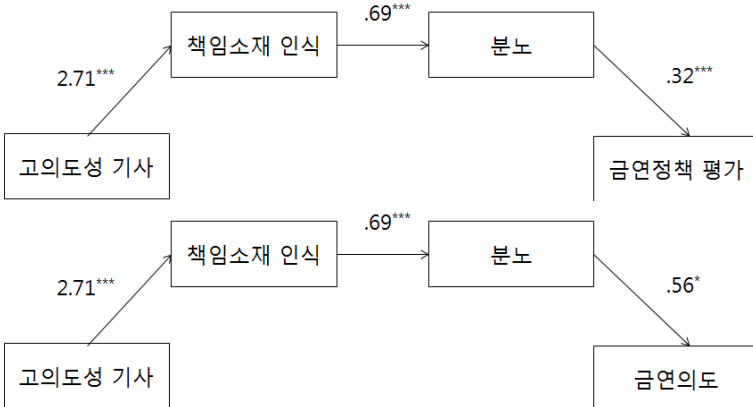 .69***
책임소재 인식
분노
2.71***
.32***
고의도성 기사
금연정책 평가
.69***
책임소재 인식
분노
2.71***
.56*
고의도성 기사
금연의도